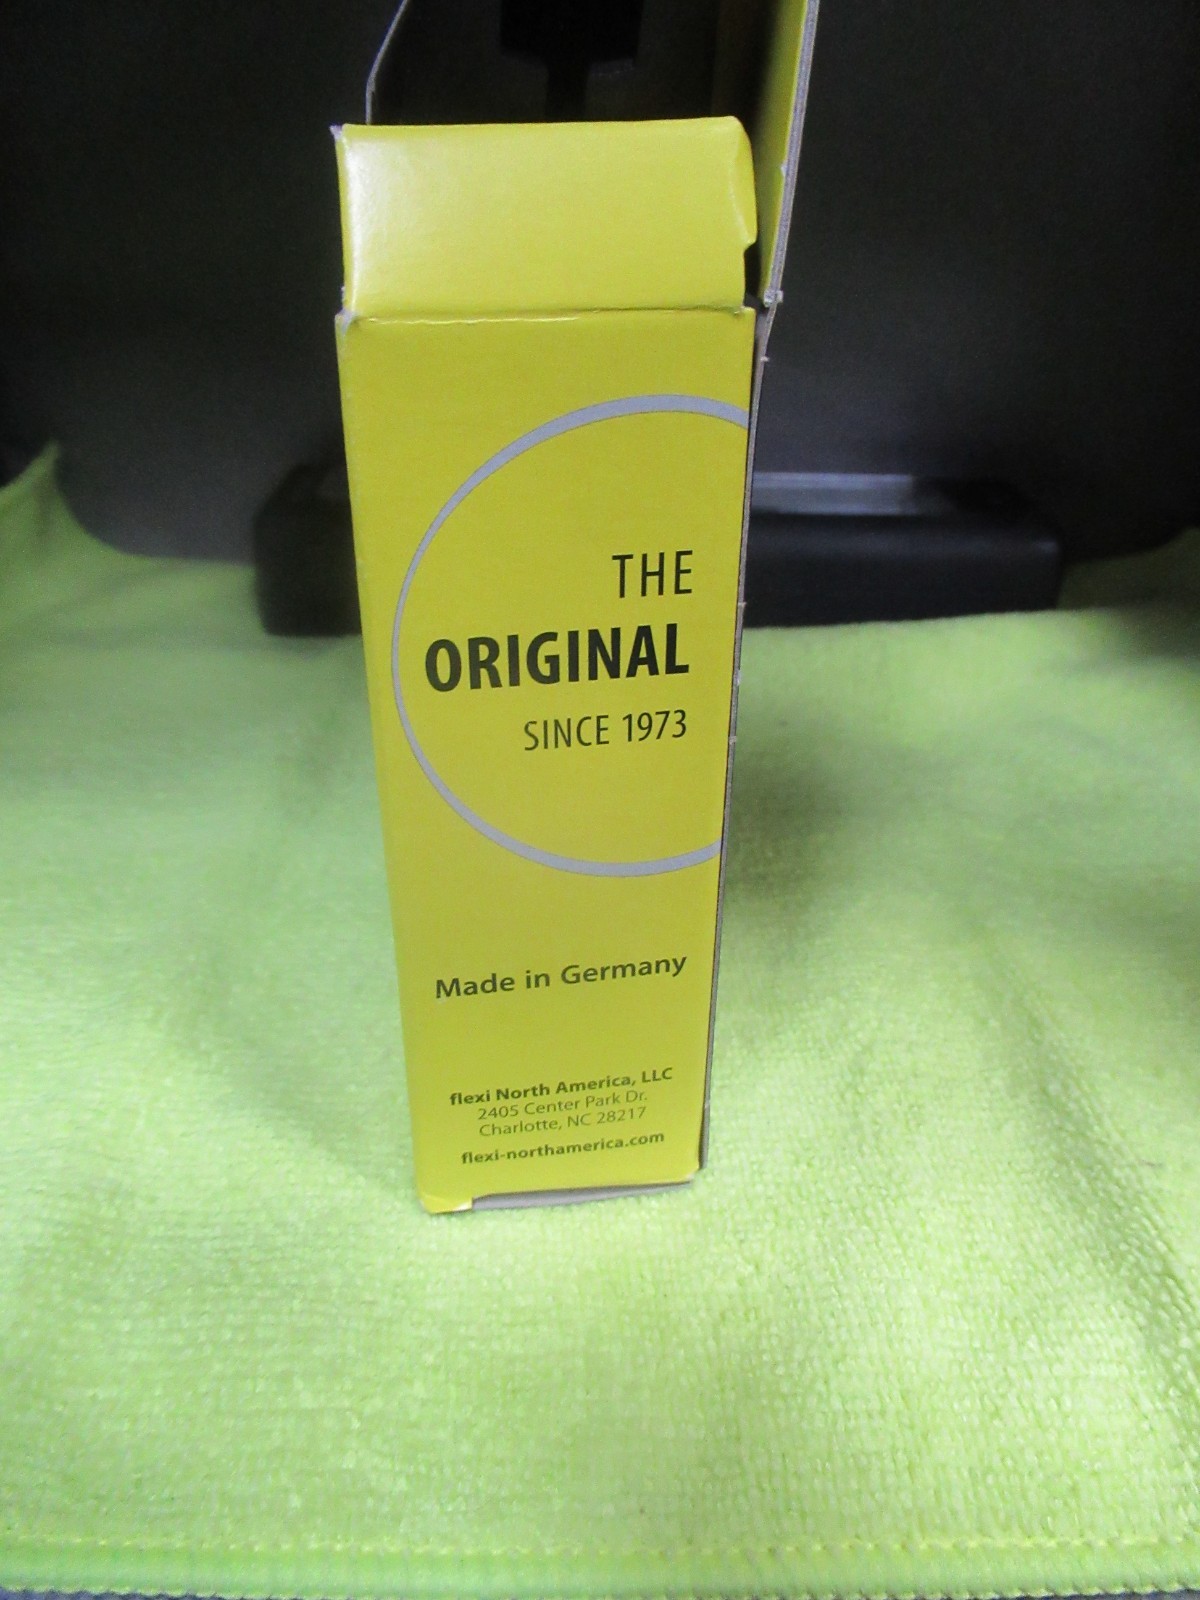 THE
ORIGINAL
SINCE 1973
Made in Germany
flexi North America, LLC
2405 Center Park Dr.
Charlotte, NC 28217
flexi-northamerica.com